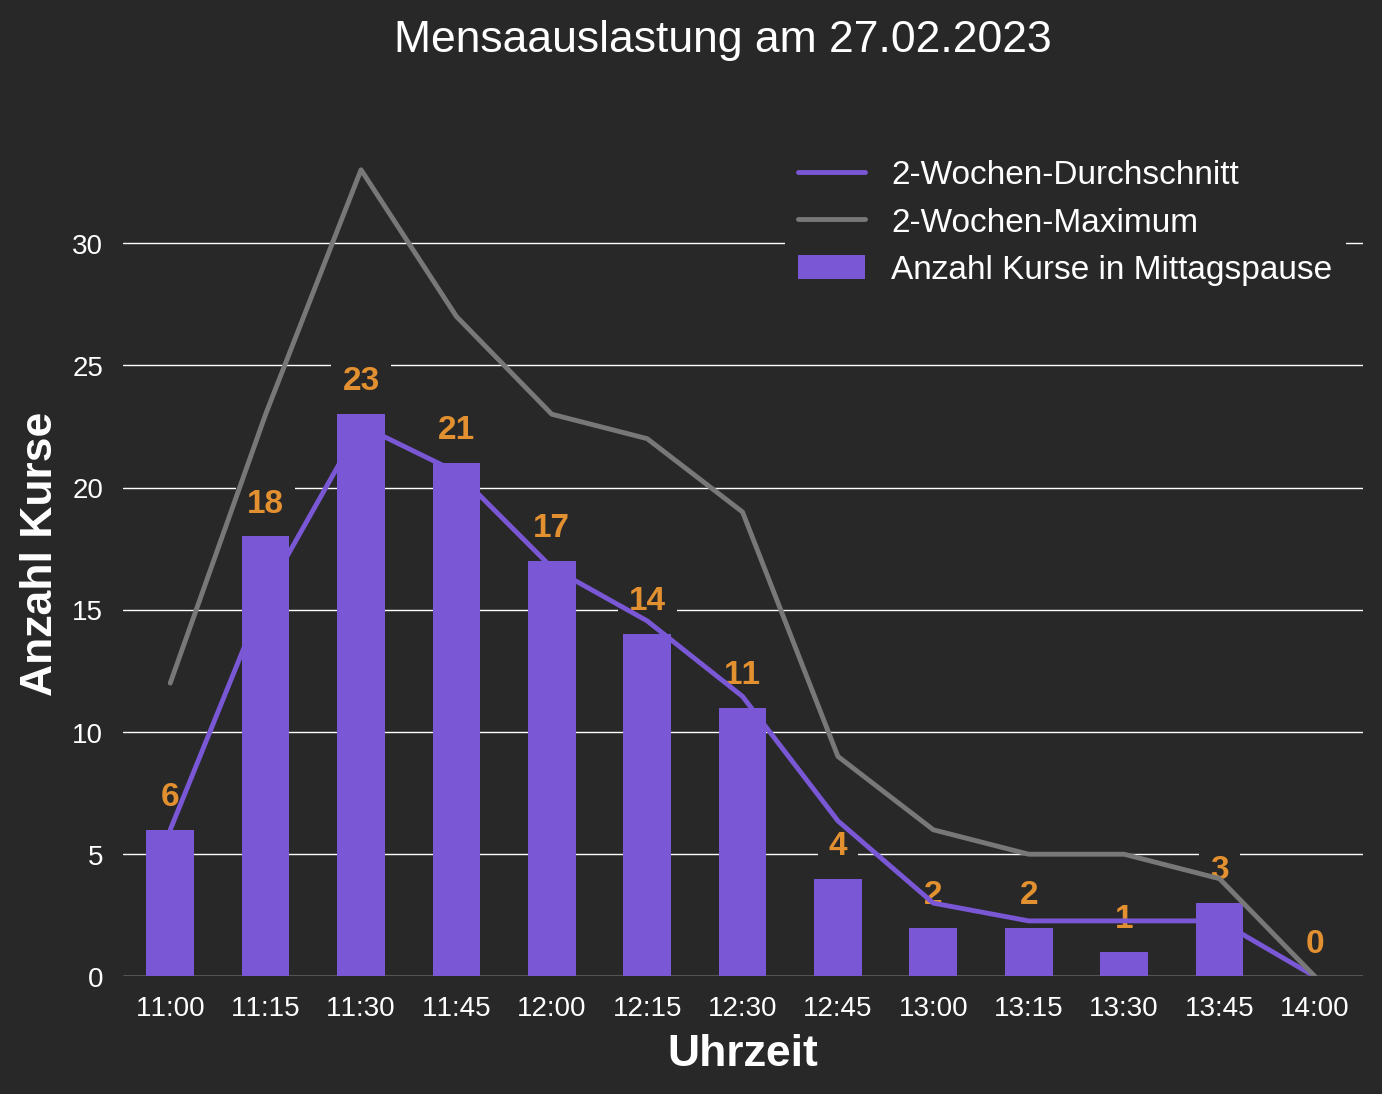 Mensaauslastung am 27.02.2023
2-Wochen-Durchschnitt
2-Wochen-Maximum
Anzahl Kurse in Mittagspause
Anzahl Kurse
30
25
20
15
10
5
0
6
18
23
21
17
14
11
4
2
2
1
3
0
11:00 11:15 11:30 11:45 12:00 12:15 12:30 12:45 13:00 13:15 13:30 13:45 14:00
Uhrzeit